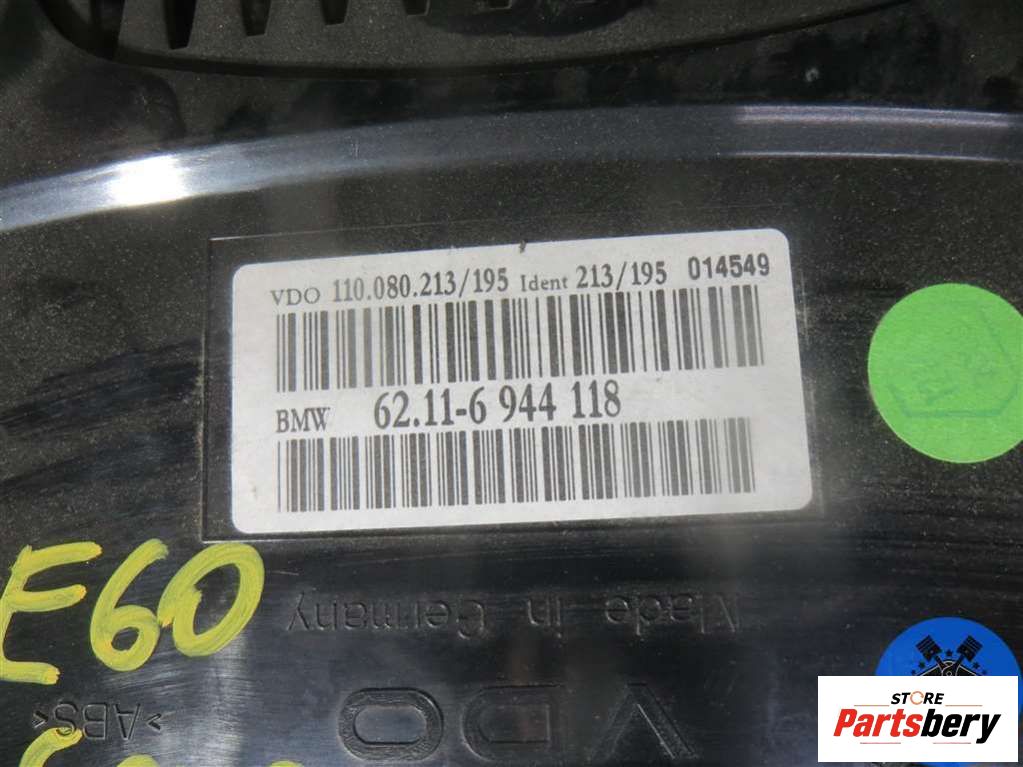 VDO 110.080.213/195 Ident 213/195 014549
BMW 62.11-6 944 118
E60
Made in Germany
>ABS<
VDO
STORE
Partsbery